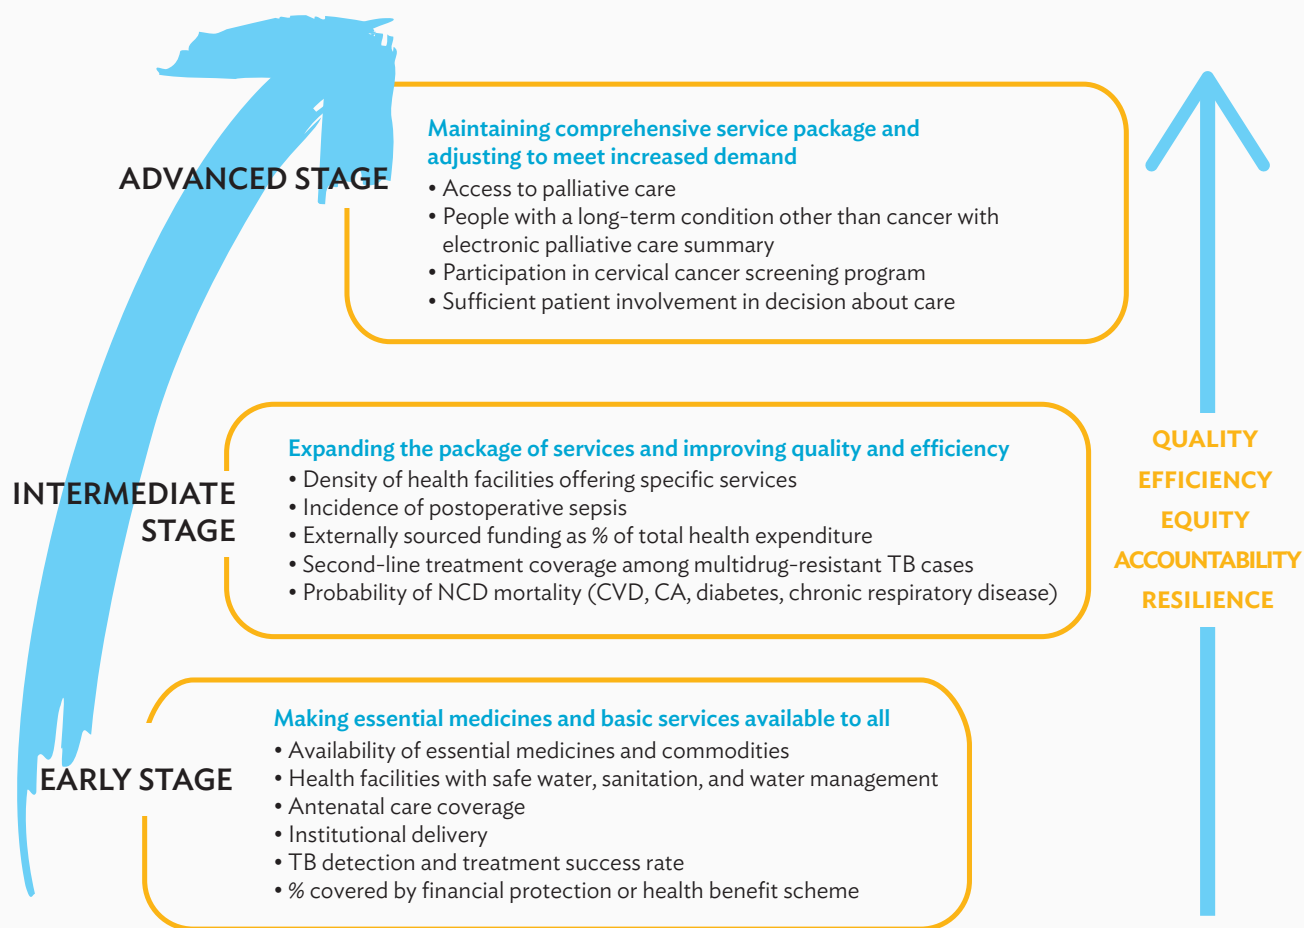 ADVANCED STAGE
Maintaining comprehensive service package and
adjusting to meet increased demand
• Access to palliative care
• People with a long-term condition other than cancer with
electronic palliative care summary
• Participation in cervical cancer screening program
• Sufficient patient involvement in decision about care
INTERMEDIATE
STAGE
Expanding the package of services and improving quality and efficiency
• Density of health facilities offering specific services
• Incidence of postoperative sepsis
• Externally sourced funding as % of total health expenditure
• Second-line treatment coverage among multidrug-resistant TB cases
• Probability of NCD mortality (CVD, CA, diabetes, chronic respiratory disease)
EARLY STAGE
Making essential medicines and basic services available to all
• Availability of essential medicines and commodities
• Health facilities with safe water, sanitation, and water management
• Antenatal care coverage
• Institutional delivery
• TB detection and treatment success rate
• % covered by financial protection or health benefit scheme
QUALITY
EFFICIENCY
EQUITY
ACCOUNTABILITY
RESILIENCE